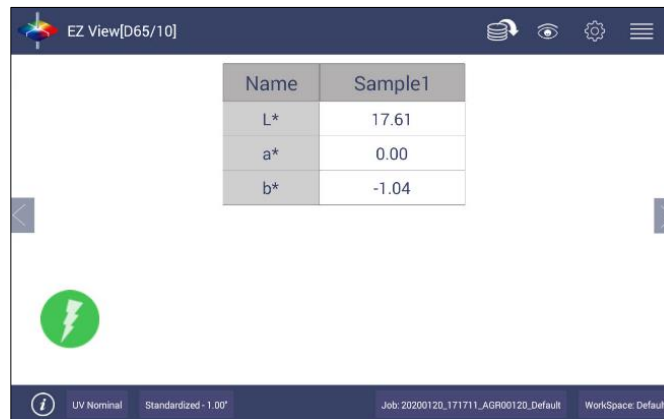 EZ View[D65/10]
Name Sample1
L* 17.61
a* 0.00
b* -1.04
i UV Nominal Standardized - 1.00" Job: 20200120_171711_AGR00120_Default WorkSpace: Defau